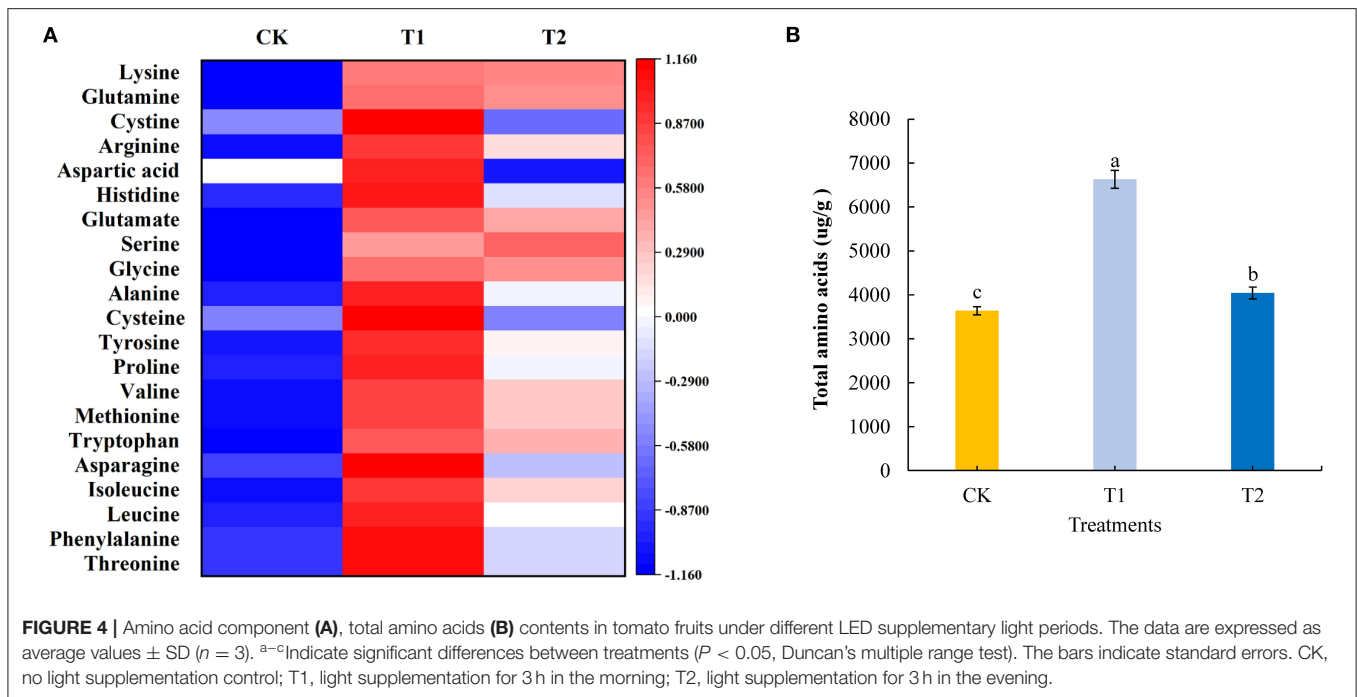 A
CK T1 T2
Lysine
Glutamine
Cystine
Arginine
Aspartic acid
Histidine
Glutamate
Serine
Glycine
Alanine
Cysteine
Tyrosine
Proline
Valine
Methionine
Tryptophan
Asparagine
Isoleucine
Leucine
Phenylalanine
Threonine
1.160
0.8700
0.5800
0.2900
0.000
-0.2900
-0.5800
-0.8700
-1.160
B
Total amino acids (ug/g )
8000
7000
6000
5000
4000
3000
2000
1000
0
c
a
b
CK T1 T2
Treatments
FIGURE 4 | Amino acid component (A), total amino acids (B) contents in tomato fruits under different LED supplementary light periods. The data are expressed as
average values ± SD (n = 3). a–cIndicate significant differences between treatments (P < 0.05, Duncan's multiple range test). The bars indicate standard errors. CK,
no light supplementation control; T1, light supplementation for 3 h in the morning; T2, light supplementation for 3 h in the evening.